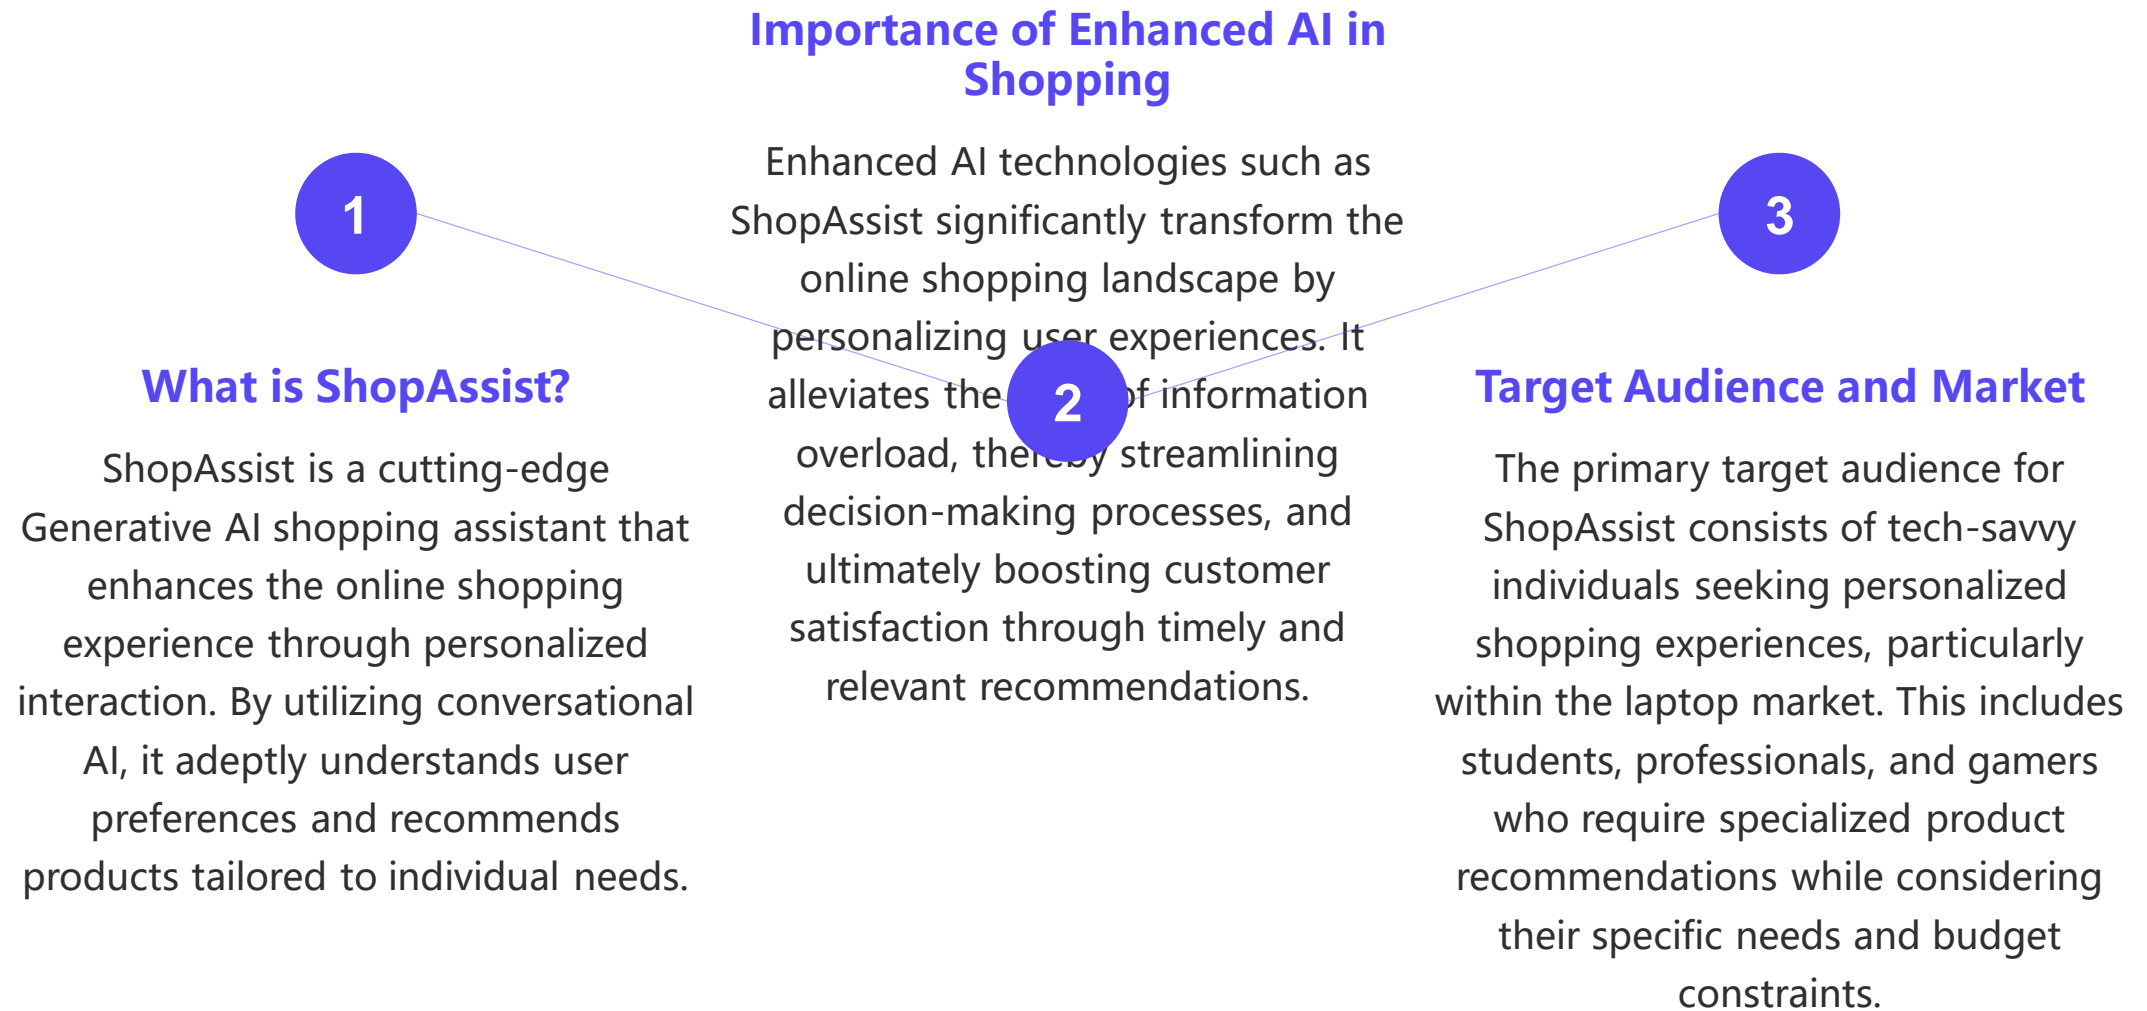 1
What is ShopAssist?
ShopAssist is a cutting-edge
Generative AI shopping assistant that
enhances the online shopping
experience through personalized
interaction. By utilizing conversational
AI, it adeptly understands user
preferences and recommends
products tailored to individual needs.
Importance of Enhanced AI in
Shopping
Enhanced AI technologies such as
ShopAssist significantly transform the
online shopping landscape by
personalizing user experiences. It
alleviates the of information
overload, thereby streamlining
decision-making processes, and
ultimately boosting customer
satisfaction through timely and
relevant recommendations.
2
3
Target Audience and Market
The primary target audience for
ShopAssist consists of tech-savvy
individuals seeking personalized
shopping experiences, particularly
within the laptop market. This includes
students, professionals, and gamers
who require specialized product
recommendations while considering
their specific needs and budget
constraints.